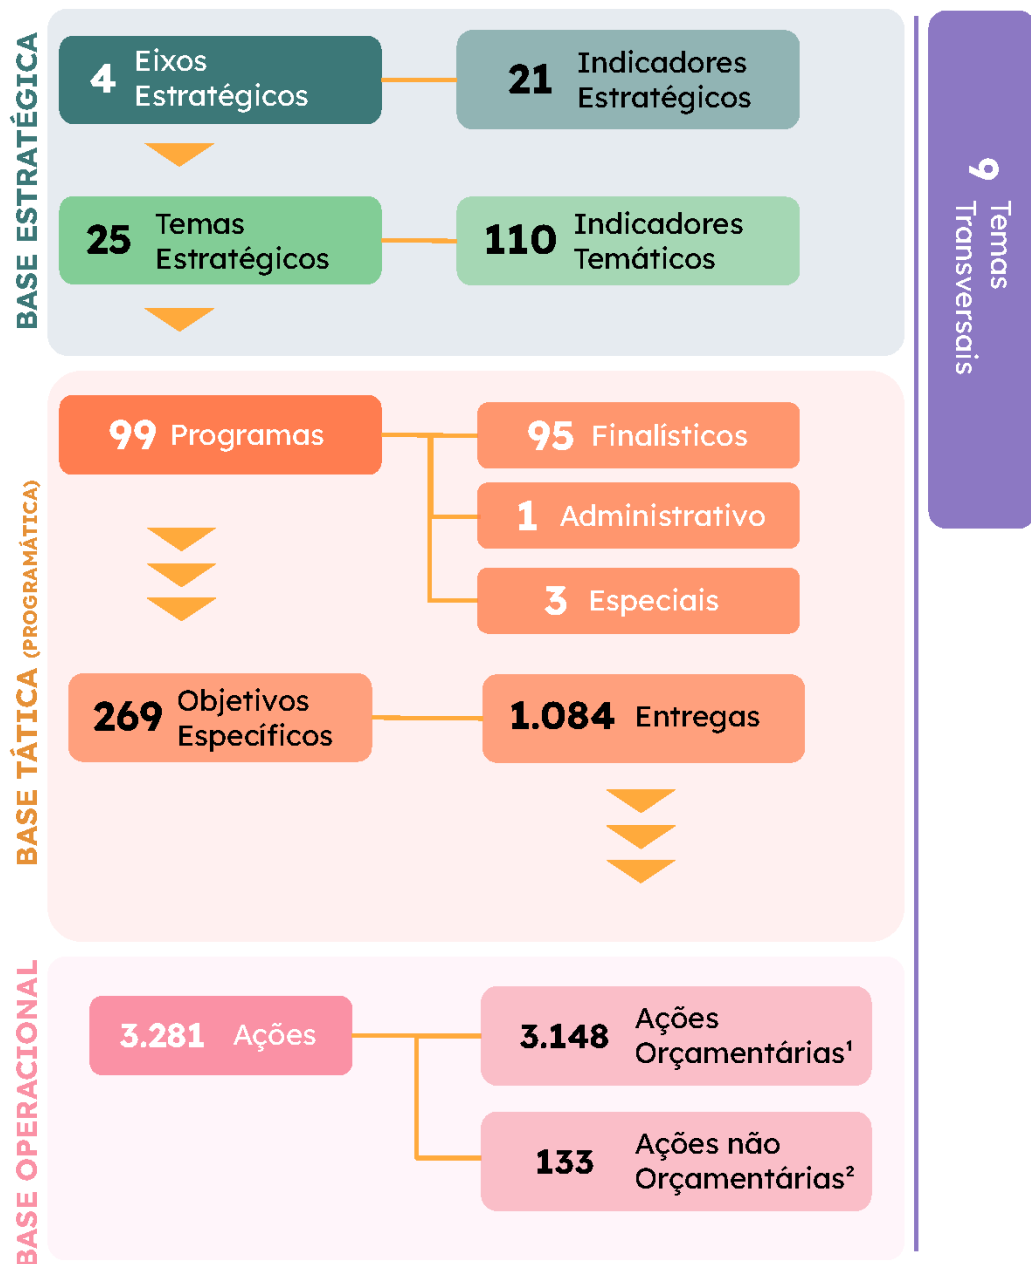 BASE ESTRATÉGICA
4 Eixos
Estratégicos
21 Indicadores
Estratégicos
25 Temas
Estratégicos
110 Indicadores
Temáticos
9 Temas
Transversais
BASE TÁTICA (PROGRAMÁTICA)
99 Programas
95 Finalísticos
1 Administrativo
3 Especiais
269 Objetivos
Específicos
1.084 Entregas
BASE OPERACIONAL
3.281 Ações
3.148 Ações
Orçamentárias¹
133 Ações não
Orçamentárias²